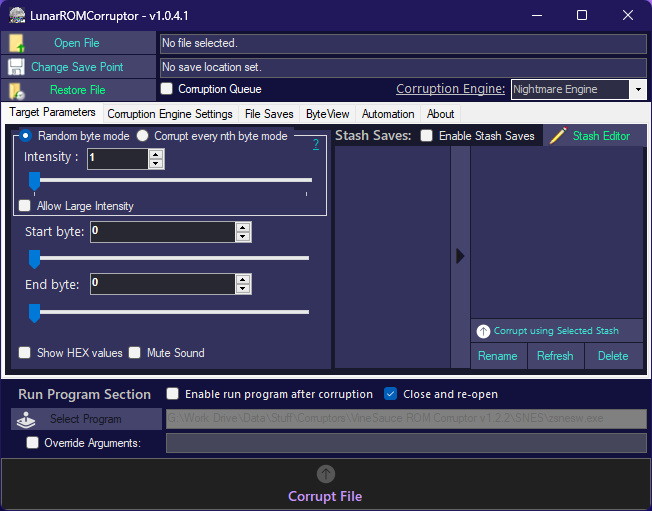 LunarROMCorruptor - v1.0.4.1
Open File
No file selected.
Change Save Point
No save location set.
Restore File
Corruption Queue
Corruption Engine:
Nightmare Engine
Target Parameters
Corruption Engine Settings
File Saves
ByteView
Automation
About
Random byte mode
Corrupt every nth byte mode
?
Intensity :
1
Allow Large Intensity
Start byte:
0
End byte:
0
Show HEX values
Mute Sound
Stash Saves:
Enable Stash Saves
Stash Editor
Corrupt using Selected Stash
Rename
Refresh
Delete
Run Program Section
Enable run program after corruption
Close and re-open
Select Program
G:\Work Drive\Data\Stuff\Corruptors\VineSauce ROM Corruptor v1.2.2\SNES\zsnesw.exe
Override Arguments:
Corrupt File